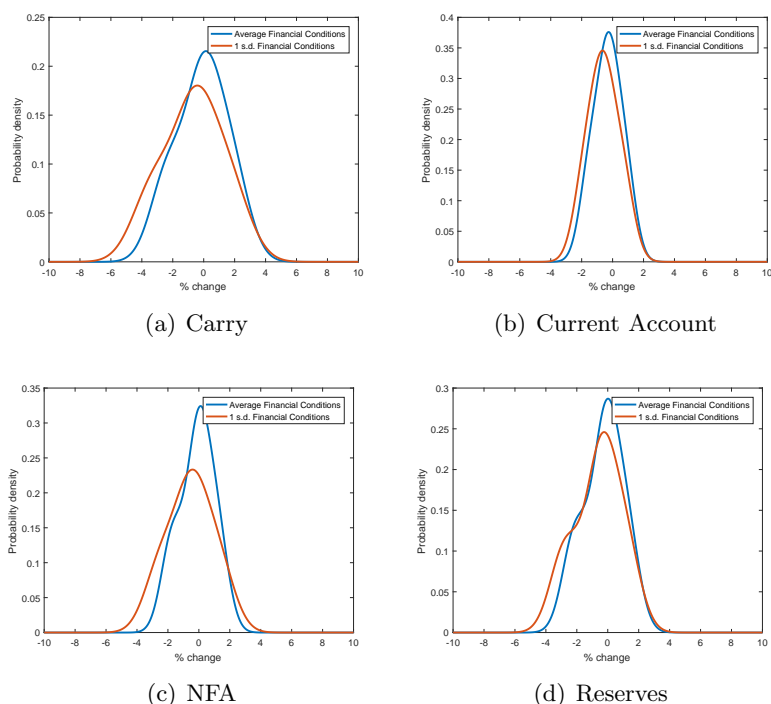 0.25
Average Financial Conditions
1 s.d. Financial Conditions
0.2
0.15
0.1
0.05
0
Probability density
-10 -8 -6 -4 -2 0 2 4 6 8 10
% change
(a) Carry
0.4
Average Financial Conditions
1 s.d. Financial Conditions
0.35
0.3
0.25
0.2
0.15
0.1
0.05
0
Probability density
-10 -8 -6 -4 -2 0 2 4 6 8 10
% change
(b) Current Account
0.35
Average Financial Conditions
1 s.d. Financial Conditions
0.3
0.25
0.2
0.15
0.1
0.05
0
Probability density
-10 -8 -6 -4 -2 0 2 4 6 8 10
% change
(c) NFA
0.3
Average Financial Conditions
1 s.d. Financial Conditions
0.25
0.2
0.15
0.1
0.05
0
Probability density
-10 -8 -6 -4 -2 0 2 4 6 8 10
% change
(d) Reserves